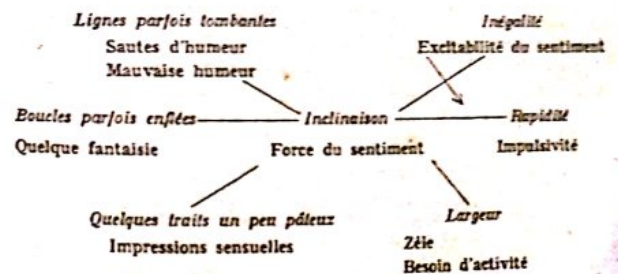 Lignes parfois tombantes
Sautes d'humeur
Mauvaise humeur
Inégalité
Excitabilité du sentiment
Boucles parfois enflées
Quelque fantaisie
Inclinaison
Force du sentiment
Rapidité
Impulsivité
Quelques traits un peu pâteux
Impressions sensuelles
Largeur
Zèle
Besoin d'activité